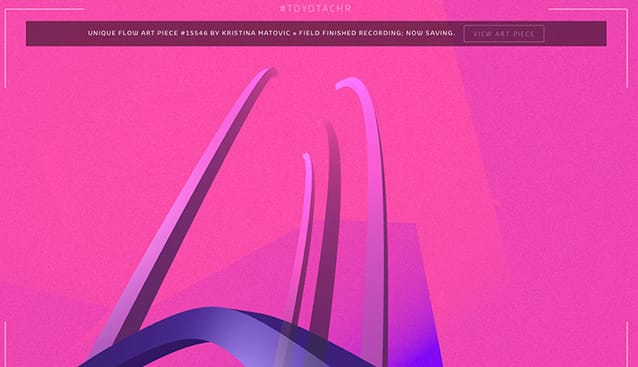 #TOYOTACHR
UNIQUE FLOW ART PIECE #15546 BY KRISTINA MATOVIC × FIELD FINISHED RECORDING; NOW SAVING. VIEW ART PIECE